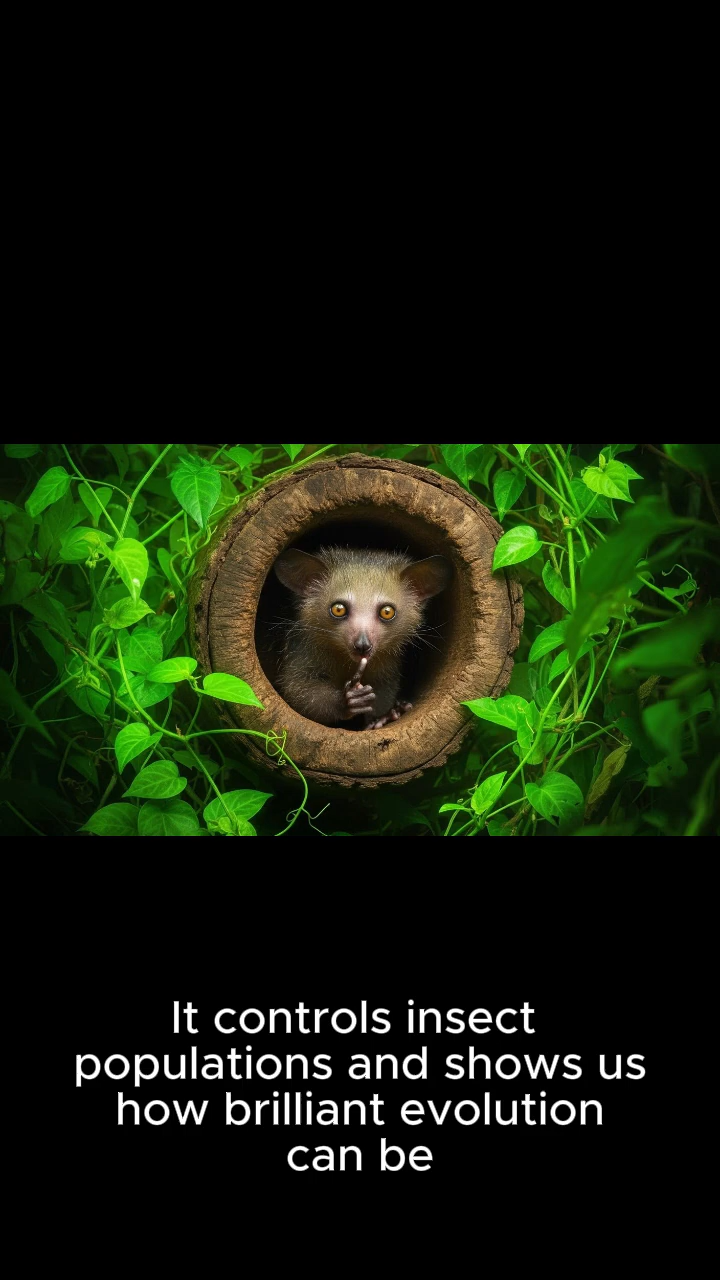 It controls insect
populations and shows us
how brilliant evolution
can be